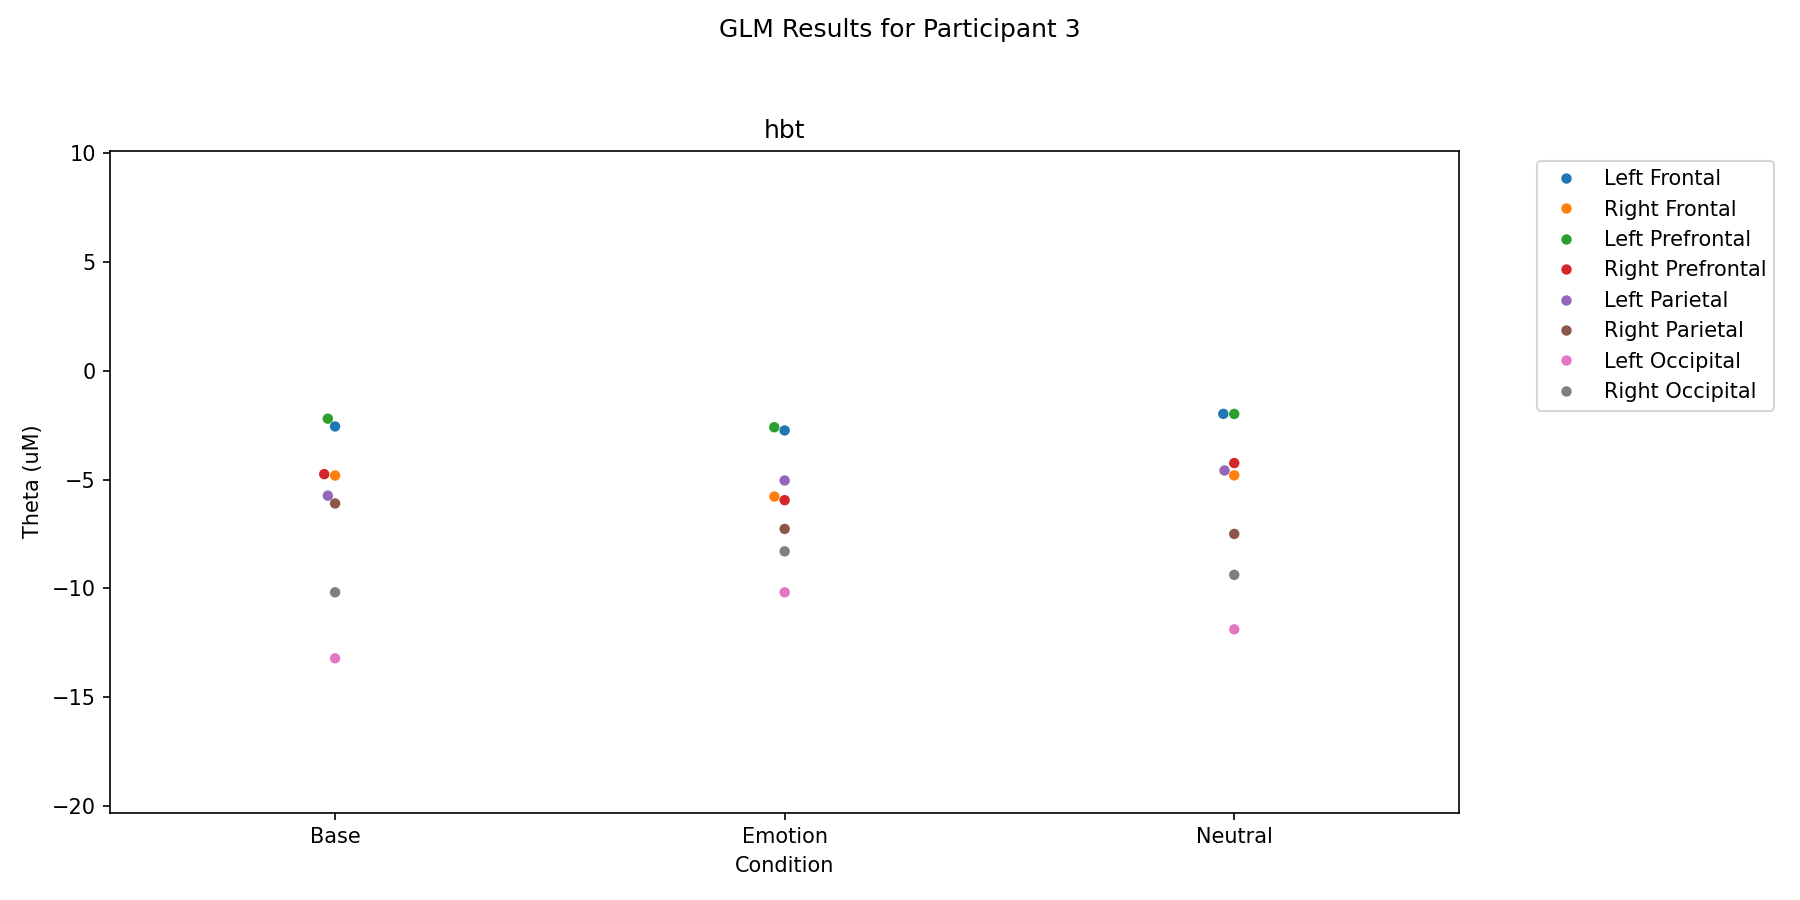 GLM Results for Participant 3
hbt
10
5
0
−5
−10
−15
−20
Theta (uM)
Base
Emotion
Neutral
Condition
Left Frontal
Right Frontal
Left Prefrontal
Right Prefrontal
Left Parietal
Right Parietal
Left Occipital
Right Occipital